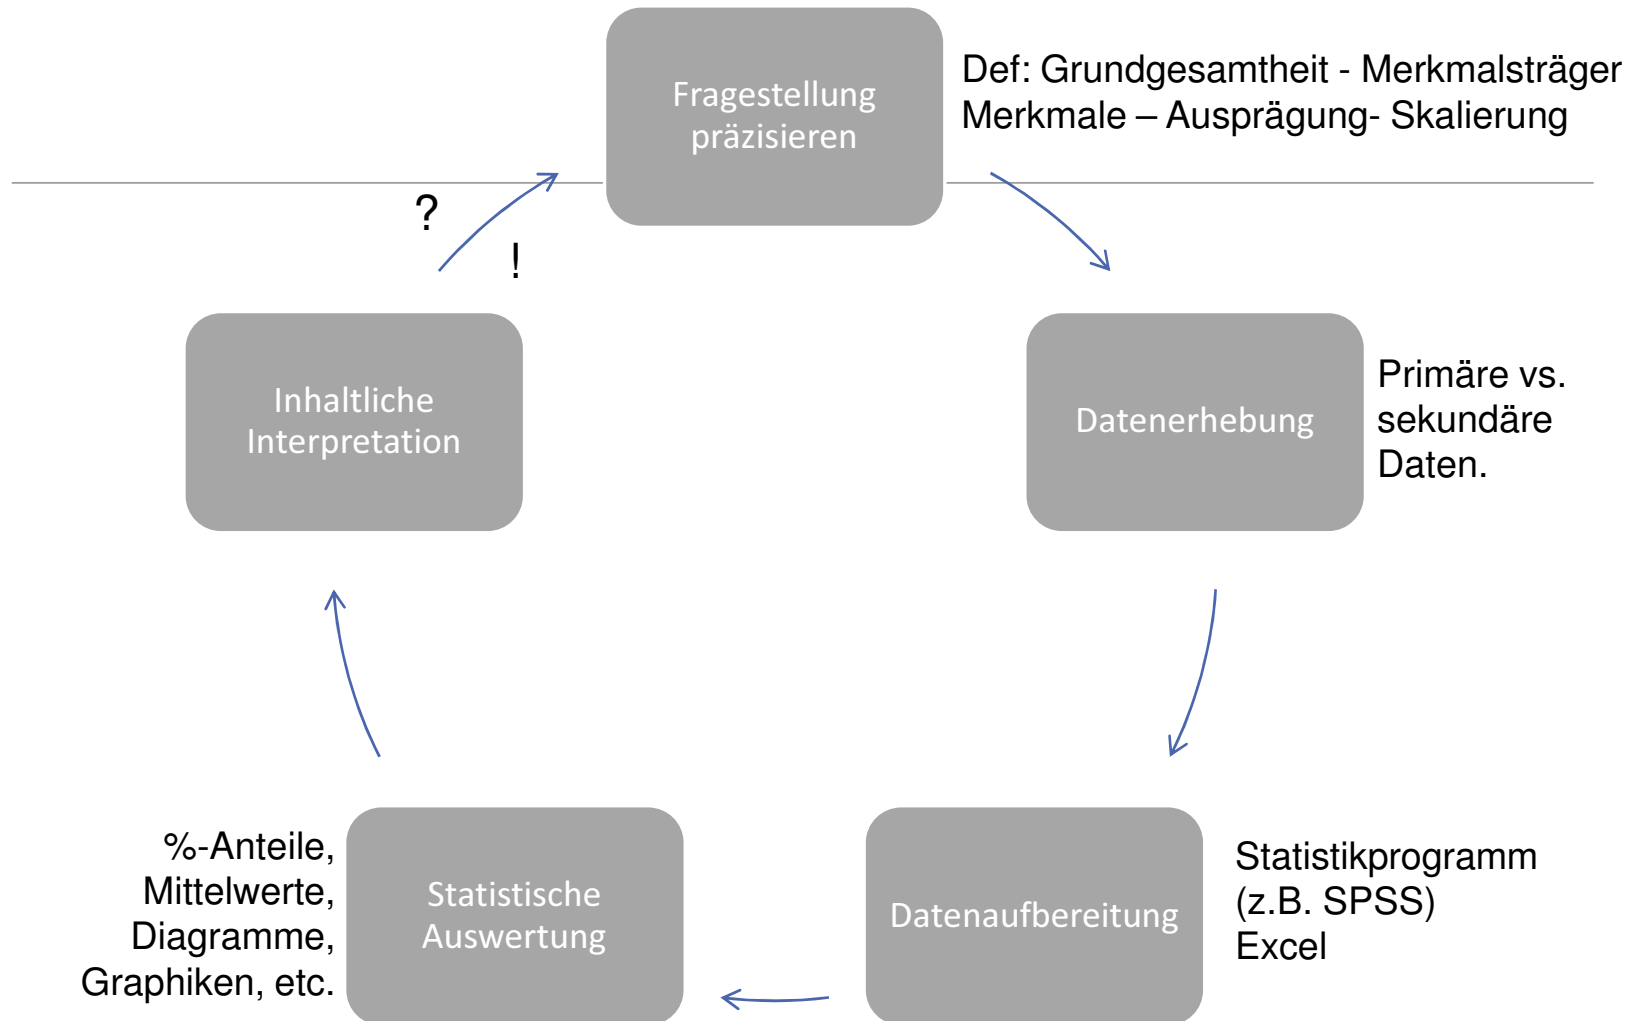 Fragestellung
präzisieren
Def: Grundgesamtheit - Merkmalsträger
Merkmale – Ausprägung- Skalierung
?
!
Inhaltliche
Interpretation
Datenerhebung
Primäre vs.
sekundäre
Daten.
%-Anteile,
Mittelwerte,
Diagramme,
Graphiken, etc.
Statistische
Auswertung
Datenaufbereitung
Statistikprogramm
(z.B. SPSS)
Excel